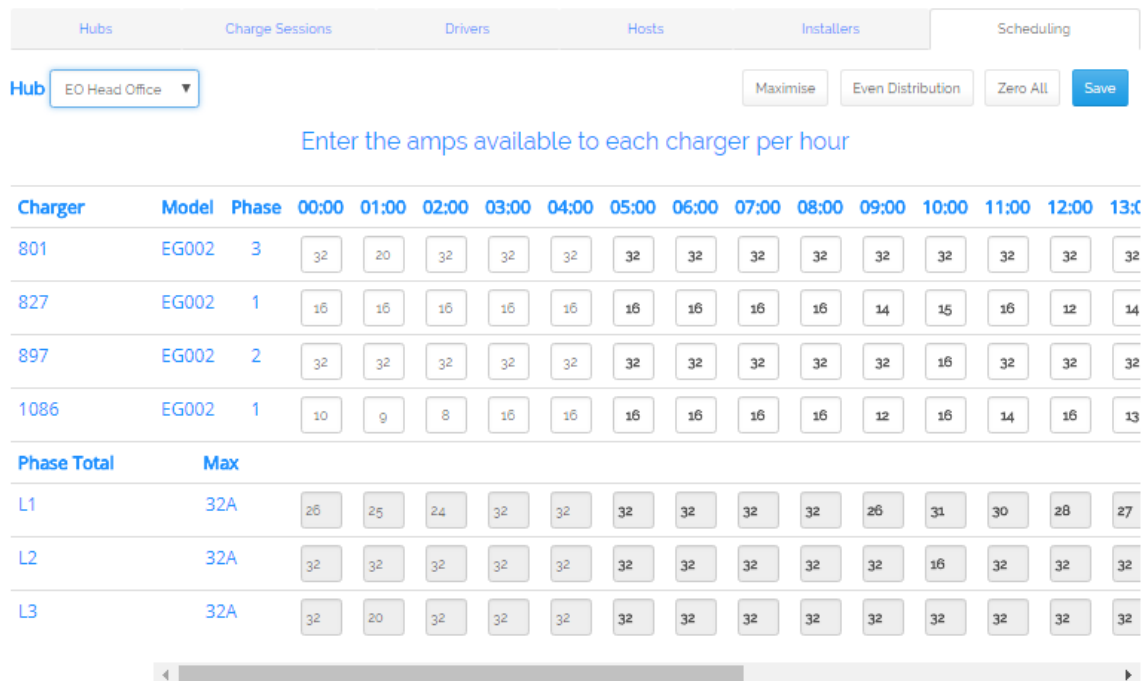 Hubs Charge Sessions Drivers Hosts Installers Scheduling
Hub EO Head Office ▼ Maximise Even Distribution Zero All Save
Enter the amps available to each charger per hour
Charger Model Phase 00:00 01:00 02:00 03:00 04:00 05:00 06:00 07:00 08:00 09:00 10:00 11:00 12:00 13:0
801 EG002 3 32 20 32 32 32 32 32 32 32 32 32 32 32 32
827 EG002 1 16 16 16 16 16 16 16 16 16 14 15 16 12 14
897 EG002 2 32 32 32 32 32 32 32 32 32 32 16 32 32 32
1086 EG002 1 10 9 8 16 16 16 16 16 16 12 16 14 16 13
Phase Total Max
L1 32A 26 25 24 32 32 32 32 32 32 26 31 30 28 27
L2 32A 32 32 32 32 32 32 32 32 32 32 16 32 32 32
L3 32A 32 20 32 32 32 32 32 32 32 32 32 32 32 32